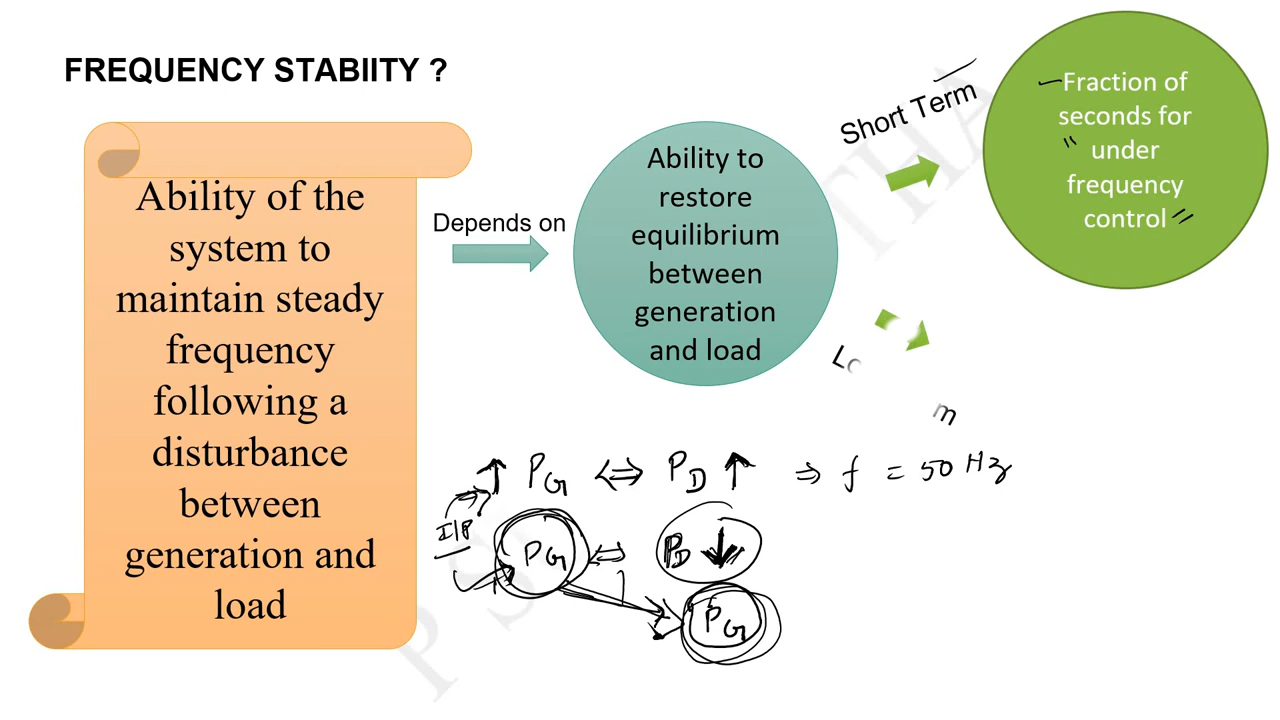 FREQUENCY STABIITY ?
Ability of the
system to
maintain steady
frequency
following a
disturbance
between
generation and
load
Depends on
Ability to
restore
equilibrium
between
generation
and load
Short Term
Fraction of
seconds for
" under
frequency
control "
Lo
m
↑ PG ⇔ PD ↑ ⇒ f = 50 Hz
I/P
PG ⇔ PD ↓
PG